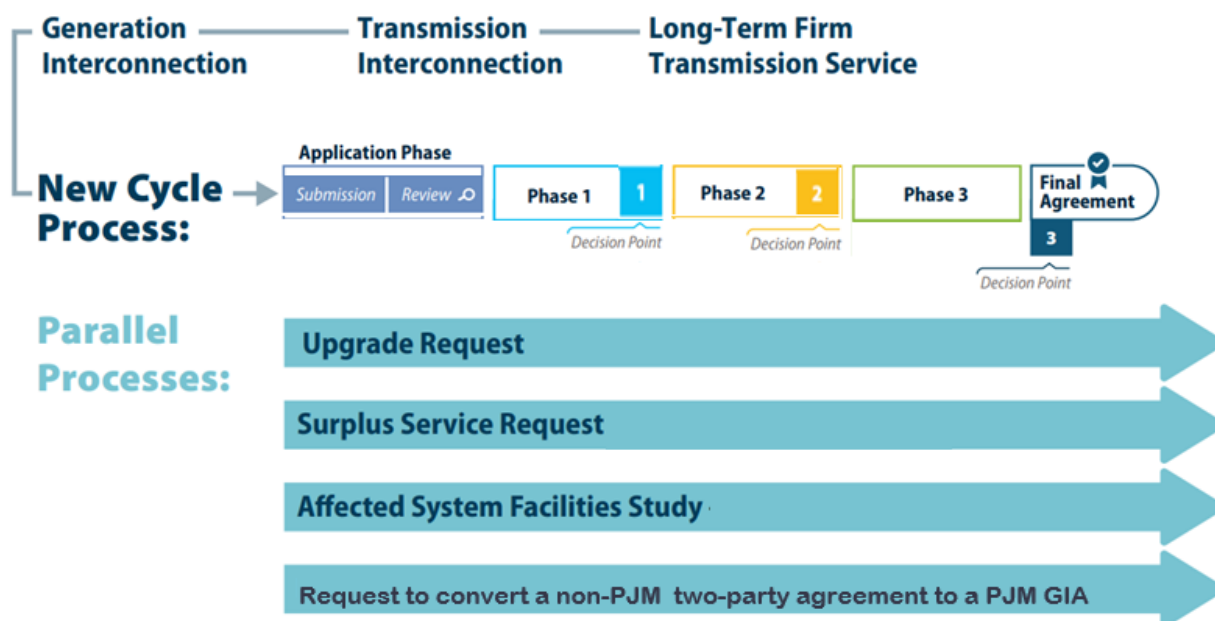 Generation Transmission Long-Term Firm
Interconnection Interconnection Transmission Service
Application Phase
New Cycle
Process:
Submission Review
Phase 1 1
Phase 2 2
Phase 3
Final
Agreement
3
Decision Point
Decision Point
Decision Point
Parallel
Processes:
Upgrade Request
Surplus Service Request
Affected System Facilities Study
Request to convert a non-PJM two-party agreement to a PJM GIA